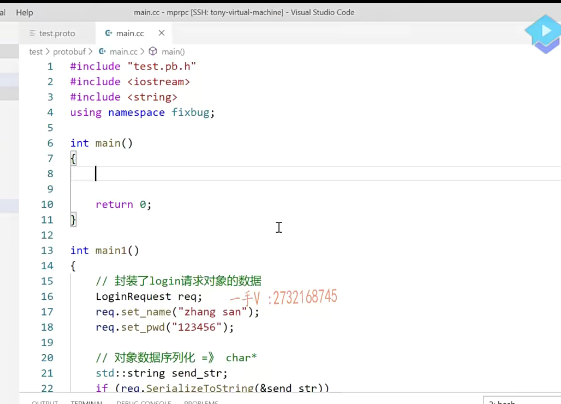 al Help main.cc - mprpc [SSH: tony-virtual-machine] - Visual Studio Code
test.proto main.cc ×
test > protobuf > main.cc > main()
1 #include "test.pb.h"
2 #include <iostream>
3 #include <string>
4 using namespace fixbug;
5
6 int main()
7 {
8
9
10 return 0;
11 }
12
13 int main1()
14 {
15 // 封装了login请求对象的数据
16 LoginRequest req;
一手V :2732168745
17 req.set_name("zhang san");
18 req.set_pwd("123456");
19
20 // 对象数据序列化 =》 char*
21 std::string send_str;
22 if (req.SerializeToString(&send_str))
OUTPUT TERMINAL DEBUG CONSOLE PROBLEMS 2: bash